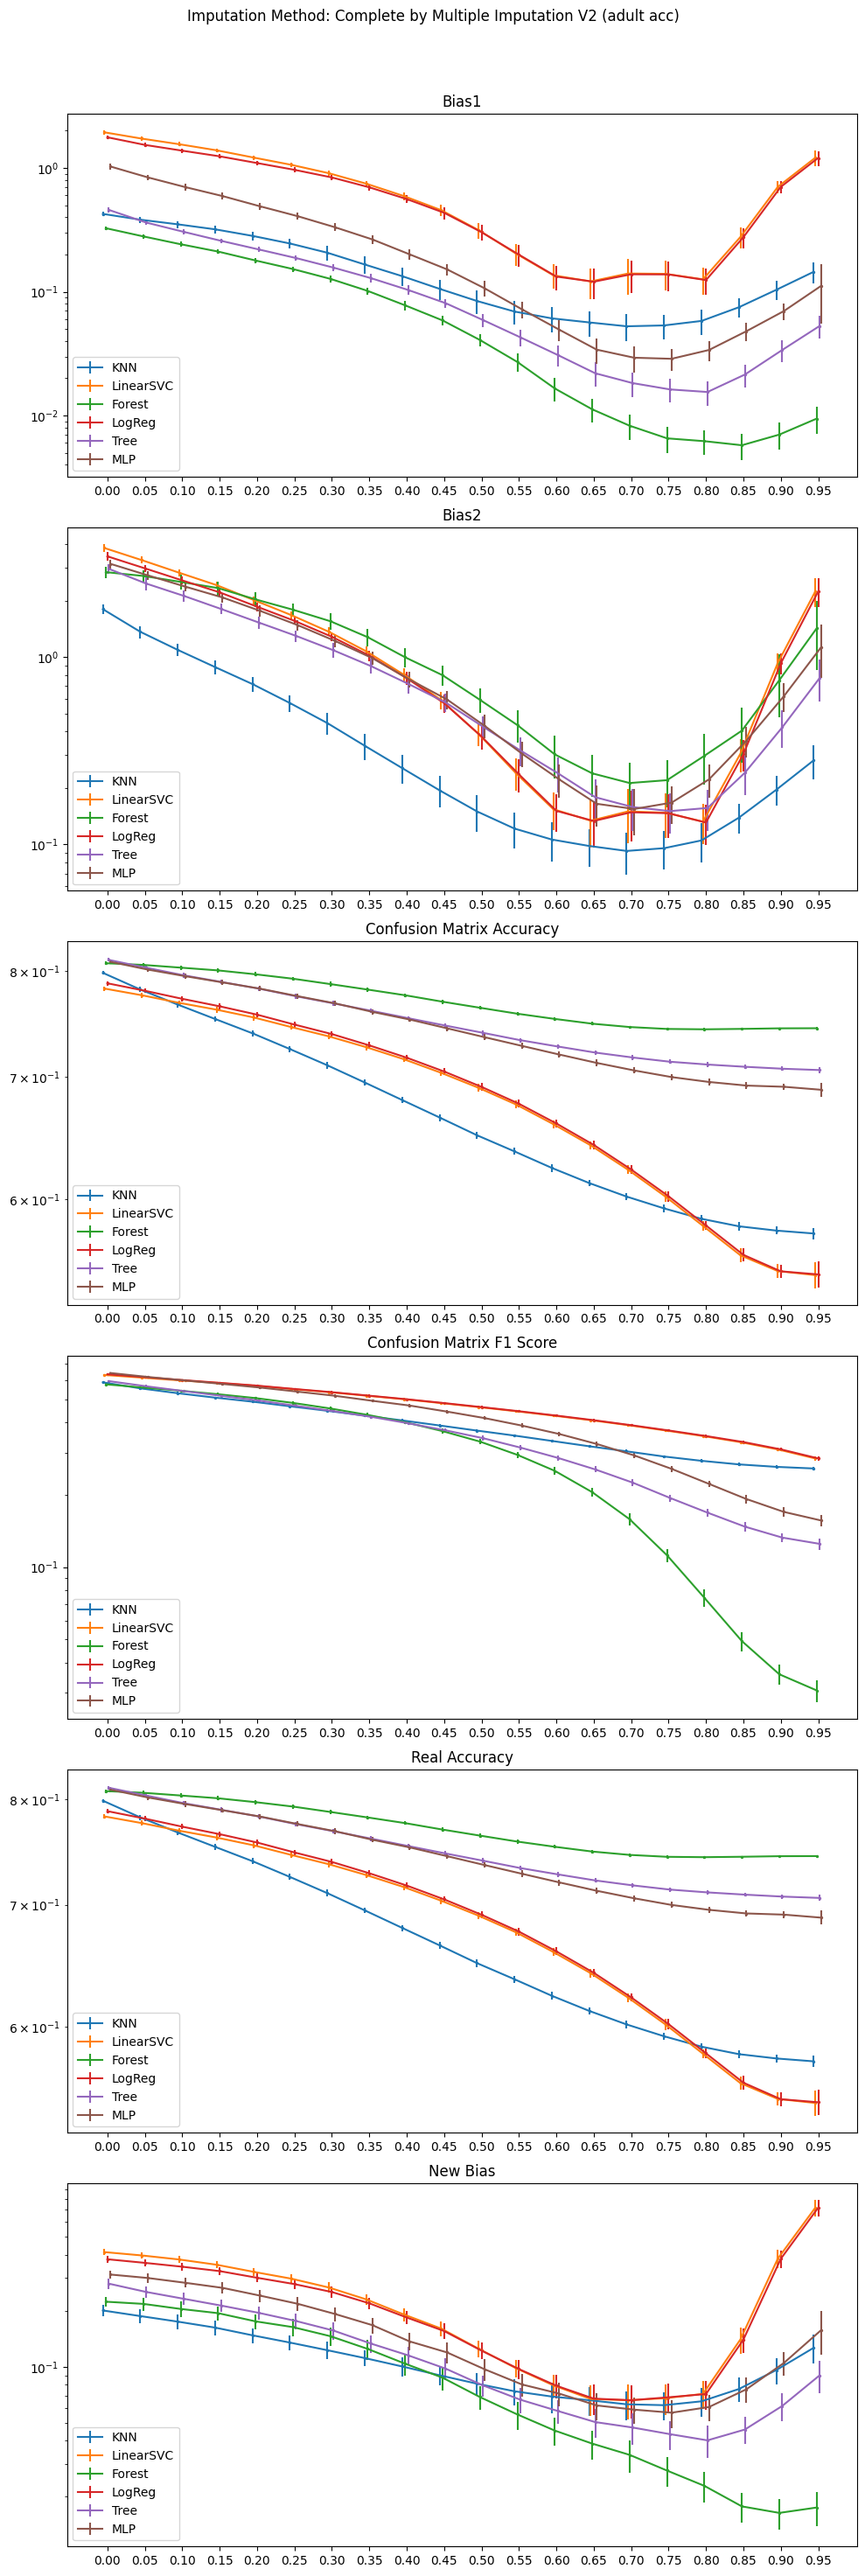 Imputation Method: Complete by Multiple Imputation V2 (adult acc)
Bias1
10⁰
10⁻¹
10⁻²
KNN
LinearSVC
Forest
LogReg
Tree
MLP
0.00 0.05 0.10 0.15 0.20 0.25 0.30 0.35 0.40 0.45 0.50 0.55 0.60 0.65 0.70 0.75 0.80 0.85 0.90 0.95
Bias2
10⁰
10⁻¹
KNN
LinearSVC
Forest
LogReg
Tree
MLP
0.00 0.05 0.10 0.15 0.20 0.25 0.30 0.35 0.40 0.45 0.50 0.55 0.60 0.65 0.70 0.75 0.80 0.85 0.90 0.95
Confusion Matrix Accuracy
8 × 10⁻¹
7 × 10⁻¹
6 × 10⁻¹
KNN
LinearSVC
Forest
LogReg
Tree
MLP
0.00 0.05 0.10 0.15 0.20 0.25 0.30 0.35 0.40 0.45 0.50 0.55 0.60 0.65 0.70 0.75 0.80 0.85 0.90 0.95
Confusion Matrix F1 Score
10⁻¹
KNN
LinearSVC
Forest
LogReg
Tree
MLP
0.00 0.05 0.10 0.15 0.20 0.25 0.30 0.35 0.40 0.45 0.50 0.55 0.60 0.65 0.70 0.75 0.80 0.85 0.90 0.95
Real Accuracy
8 × 10⁻¹
7 × 10⁻¹
6 × 10⁻¹
KNN
LinearSVC
Forest
LogReg
Tree
MLP
0.00 0.05 0.10 0.15 0.20 0.25 0.30 0.35 0.40 0.45 0.50 0.55 0.60 0.65 0.70 0.75 0.80 0.85 0.90 0.95
New Bias
10⁻¹
KNN
LinearSVC
Forest
LogReg
Tree
MLP
0.00 0.05 0.10 0.15 0.20 0.25 0.30 0.35 0.40 0.45 0.50 0.55 0.60 0.65 0.70 0.75 0.80 0.85 0.90 0.95